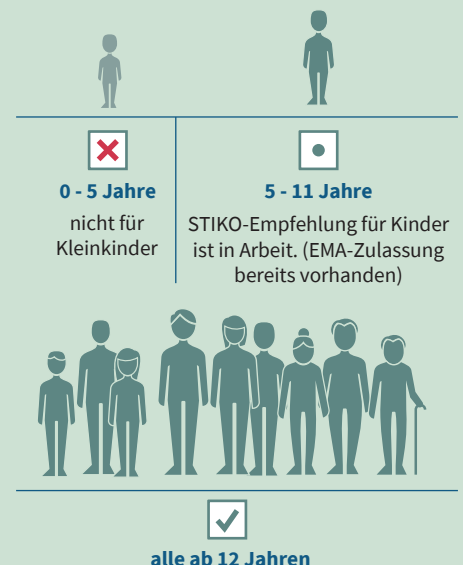 0 - 5 Jahre
nicht für
Kleinkinder
5 - 11 Jahre
STIKO-Empfehlung für Kinder
ist in Arbeit. (EMA-Zulassung
bereits vorhanden)
alle ab 12 Jahren